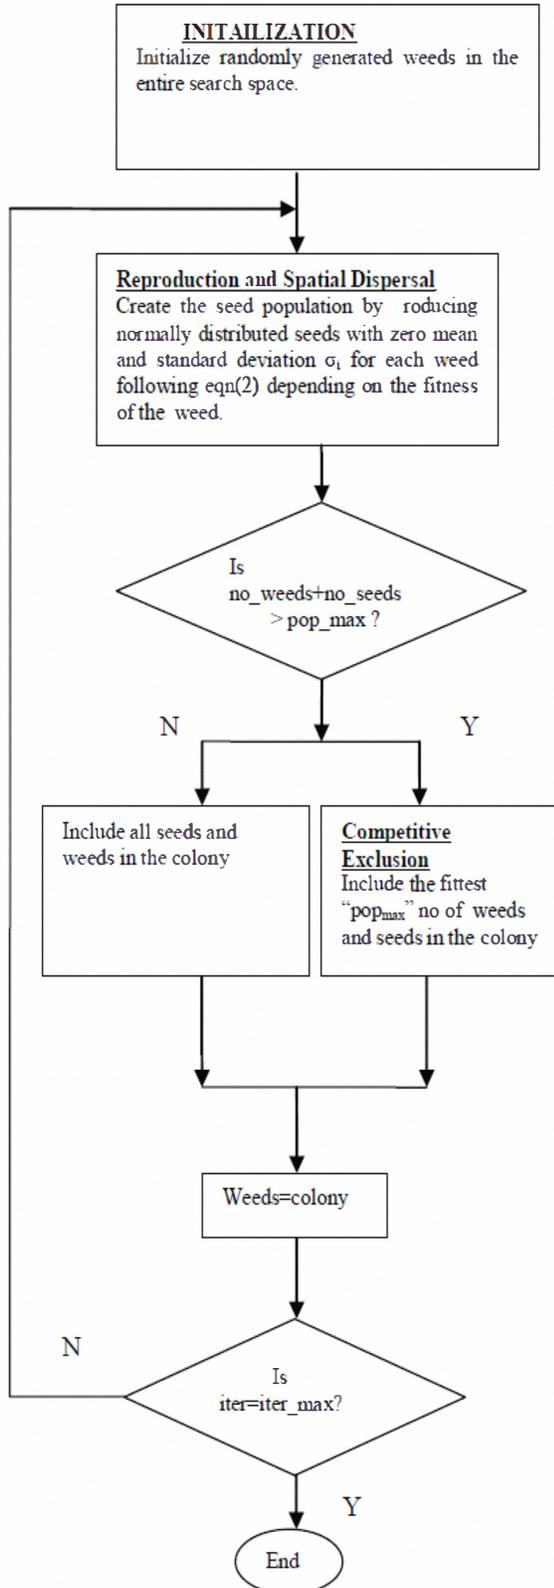 INITAILIZATION
Initialize randomly generated weeds in the
entire search space.
Reproduction and Spatial Dispersal
Create the seed population by roducing
normally distributed seeds with zero mean
and standard deviation σi for each weed
following eqn(2) depending on the fitness
of the weed.
Is
no_weeds+no_seeds
> pop_max ?
N
Y
Include all seeds and
weeds in the colony
Competitive
Exclusion
Include the fittest
“popmax” no of weeds
and seeds in the colony
Weeds=colony
N
Is
iter=iter_max?
Y
End